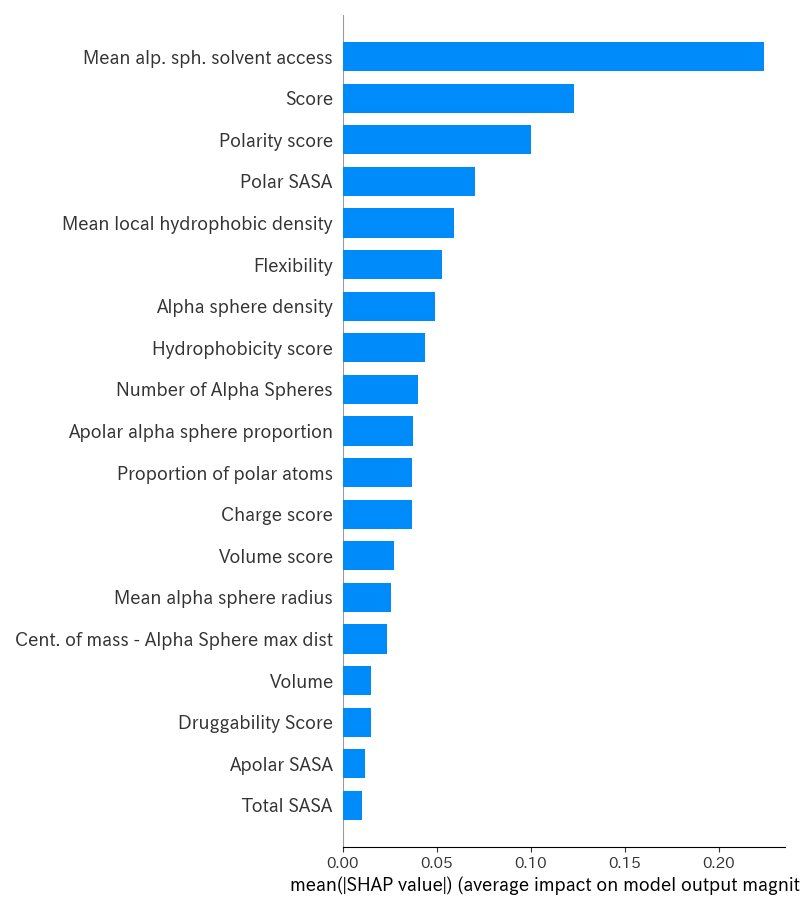 Mean alp. sph. solvent access
Score
Polarity score
Polar SASA
Mean local hydrophobic density
Flexibility
Alpha sphere density
Hydrophobicity score
Number of Alpha Spheres
Apolar alpha sphere proportion
Proportion of polar atoms
Charge score
Volume score
Mean alpha sphere radius
Cent. of mass - Alpha Sphere max dist
Volume
Druggability Score
Apolar SASA
Total SASA
0.00 0.05 0.10 0.15 0.20
mean(|SHAP value|) (average impact on model output magnit